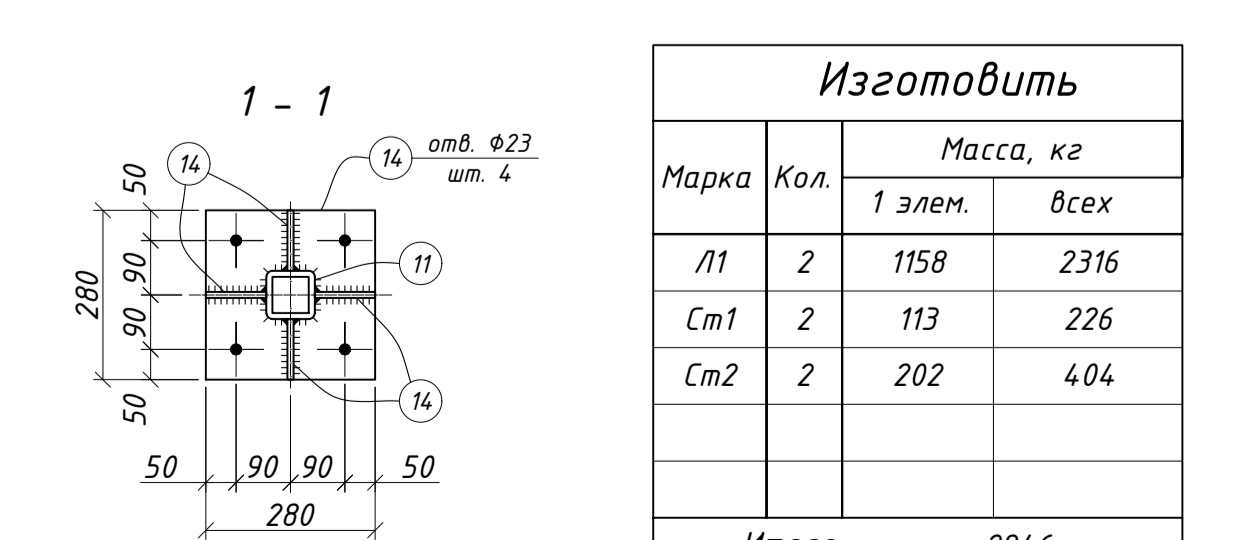 1 - 1
отв. Ф23
шт. 4
14
14
11
14
50
90
90
50
280
50 90 90 50
280
Изготовить
Марка Кол. Масса, кг
1 элем. всех
Л1 2 1158 2316
Ст1 2 113 226
Ст2 2 202 404
Итого 2946